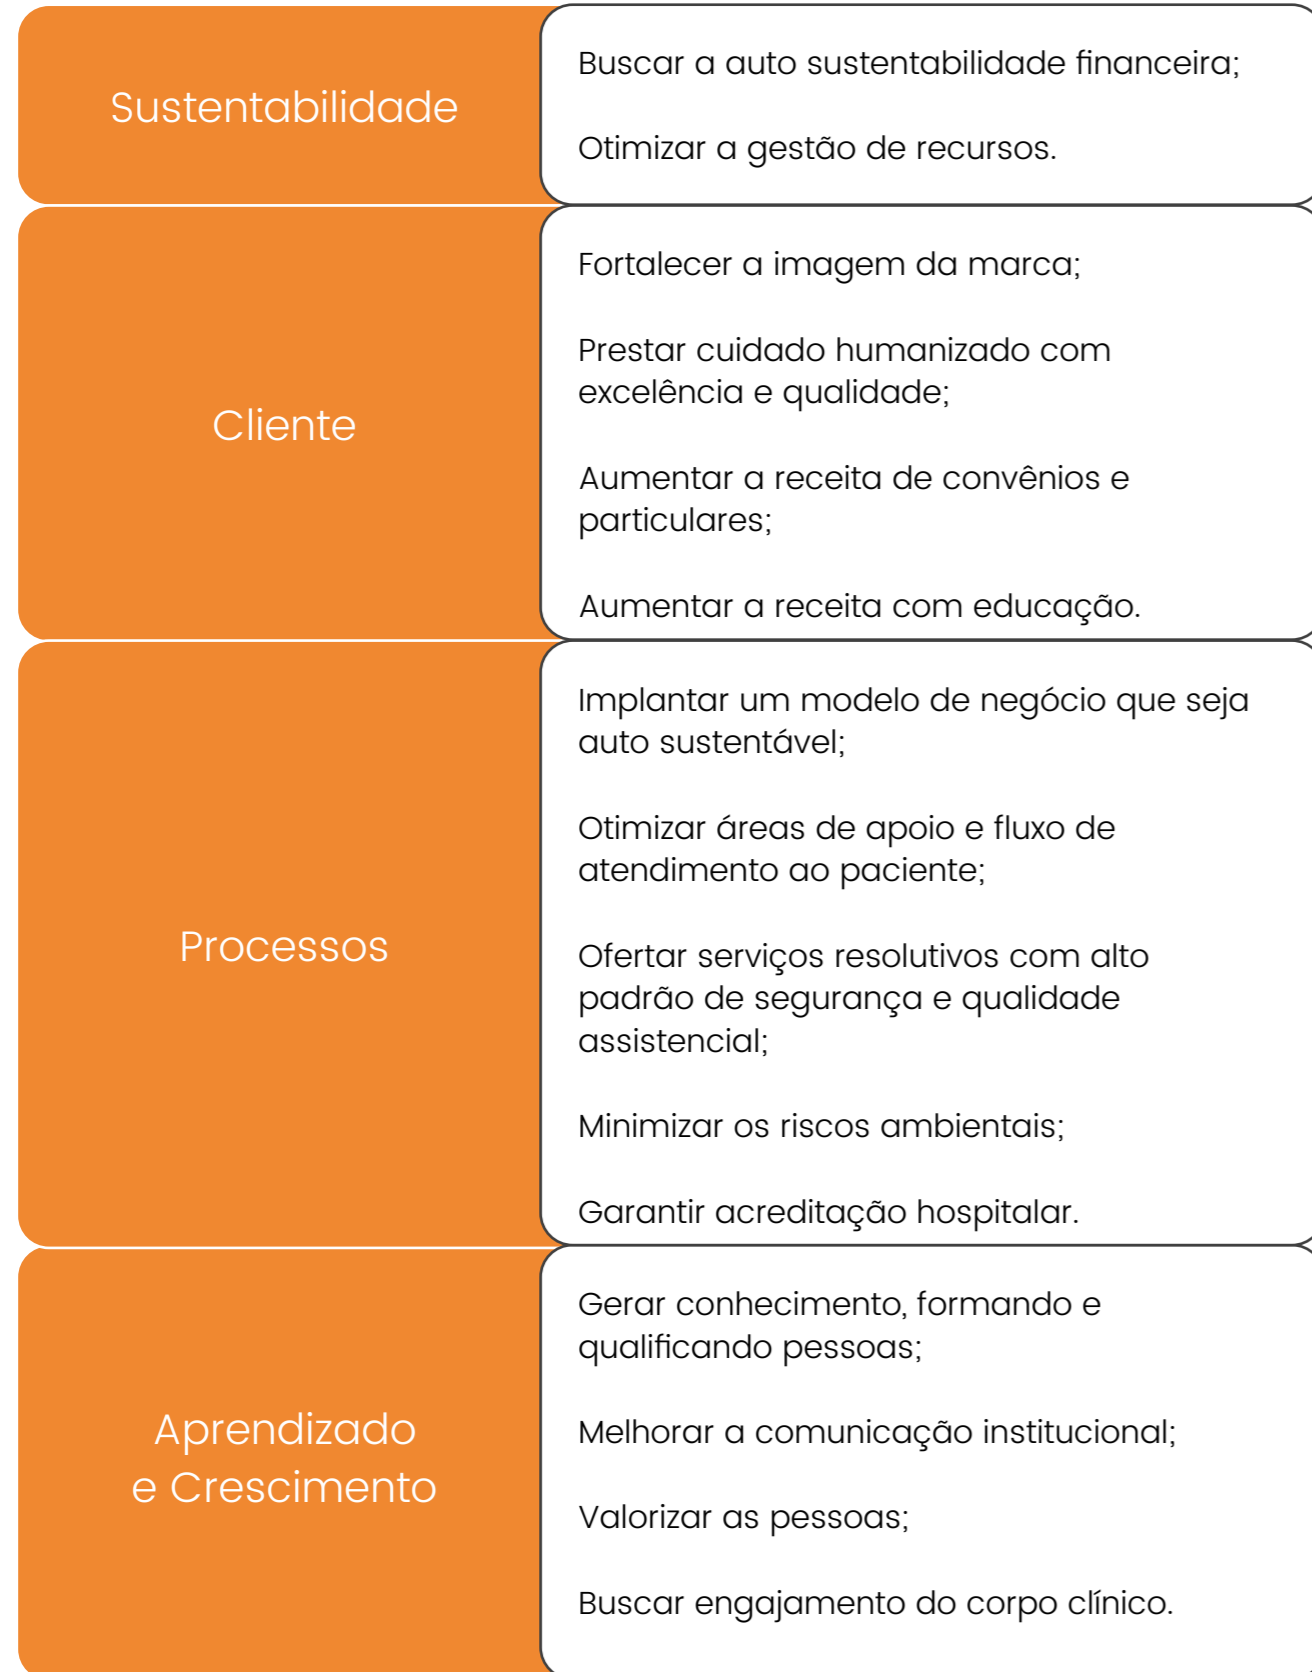 Sustentabilidade
Buscar a auto sustentabilidade financeira;
Otimizar a gestão de recursos.
Cliente
Fortalecer a imagem da marca;
Prestar cuidado humanizado com
excelência e qualidade;
Aumentar a receita de convênios e
particulares;
Aumentar a receita com educação.
Processos
Implantar um modelo de negócio que seja
auto sustentável;
Otimizar áreas de apoio e fluxo de
atendimento ao paciente;
Ofertar serviços resolutivos com alto
padrão de segurança e qualidade
assistencial;
Minimizar os riscos ambientais;
Garantir acreditação hospitalar.
Aprendizado
e Crescimento
Gerar conhecimento, formando e
qualificando pessoas;
Melhorar a comunicação institucional;
Valorizar as pessoas;
Buscar engajamento do corpo clínico.